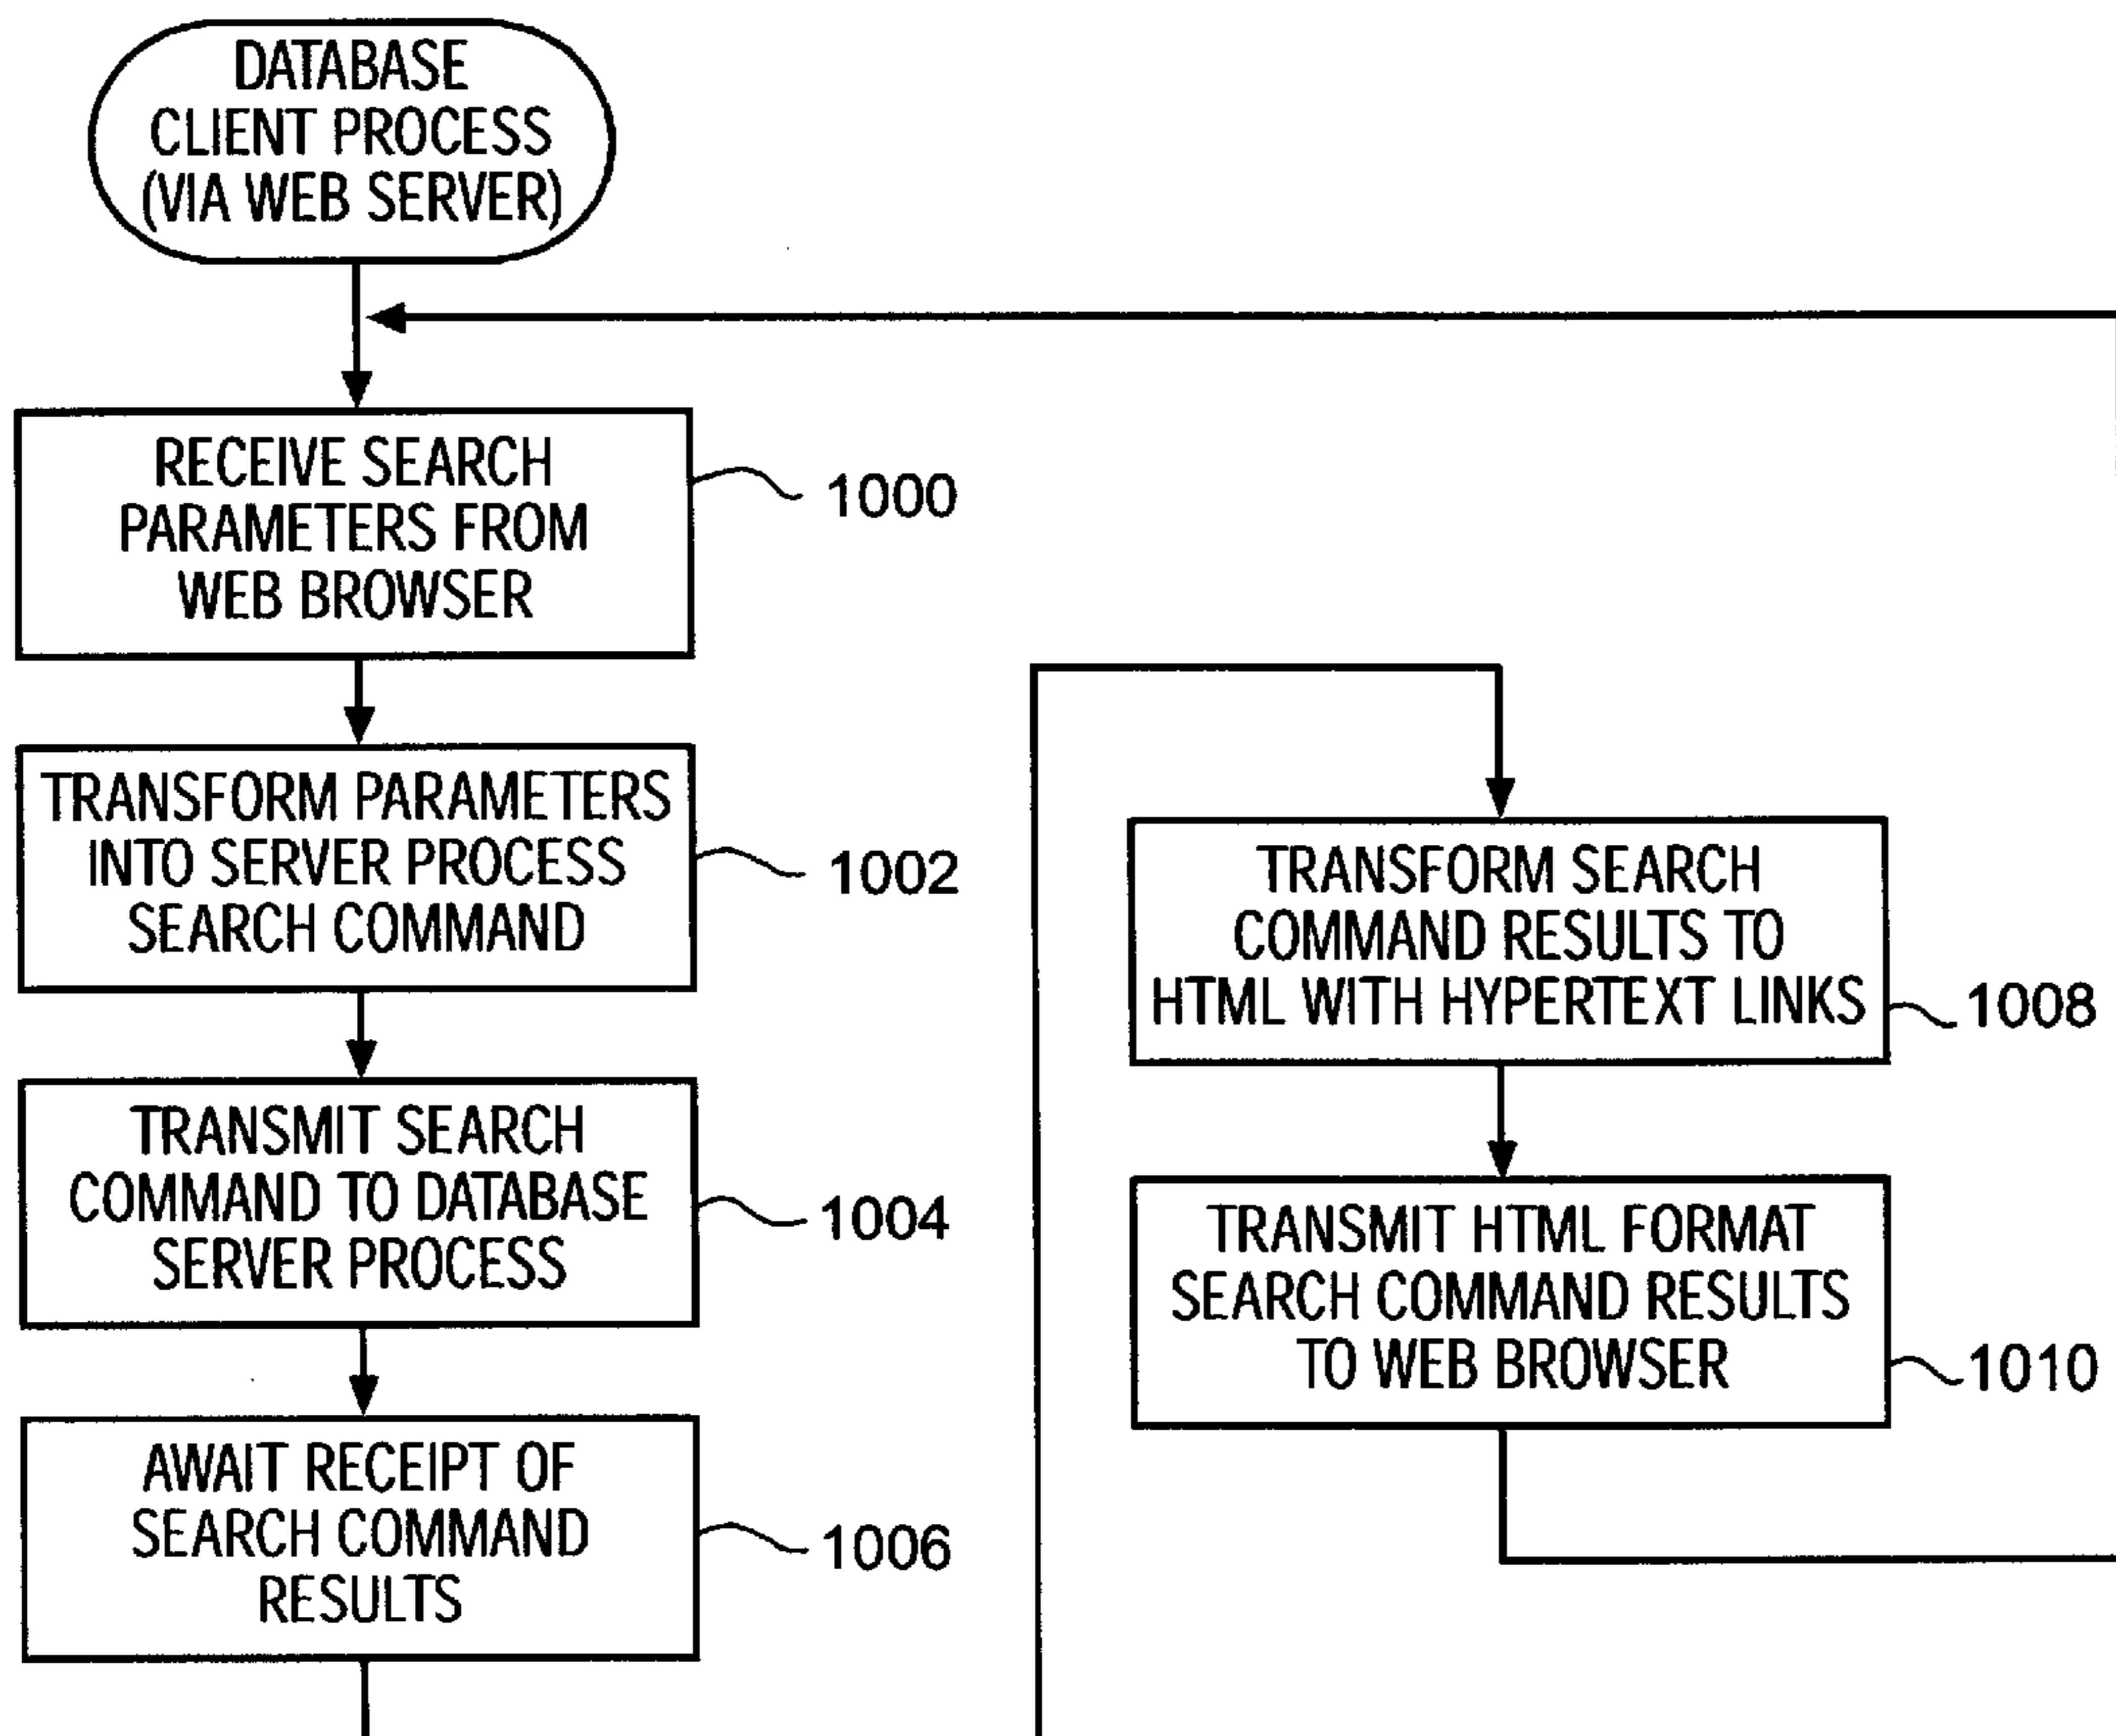 DATABASE
CLIENT PROCESS
(VIA WEB SERVER)
RECEIVE SEARCH
PARAMETERS FROM
WEB BROWSER
1000
TRANSFORM PARAMETERS
INTO SERVER PROCESS
SEARCH COMMAND
1002
TRANSMIT SEARCH
COMMAND TO DATABASE
SERVER PROCESS
1004
AWAIT RECEIPT OF
SEARCH COMMAND
RESULTS
1006
TRANSFORM SEARCH
COMMAND RESULTS TO
HTML WITH HYPERTEXT LINKS
1008
TRANSMIT HTML FORMAT
SEARCH COMMAND RESULTS
TO WEB BROWSER
1010